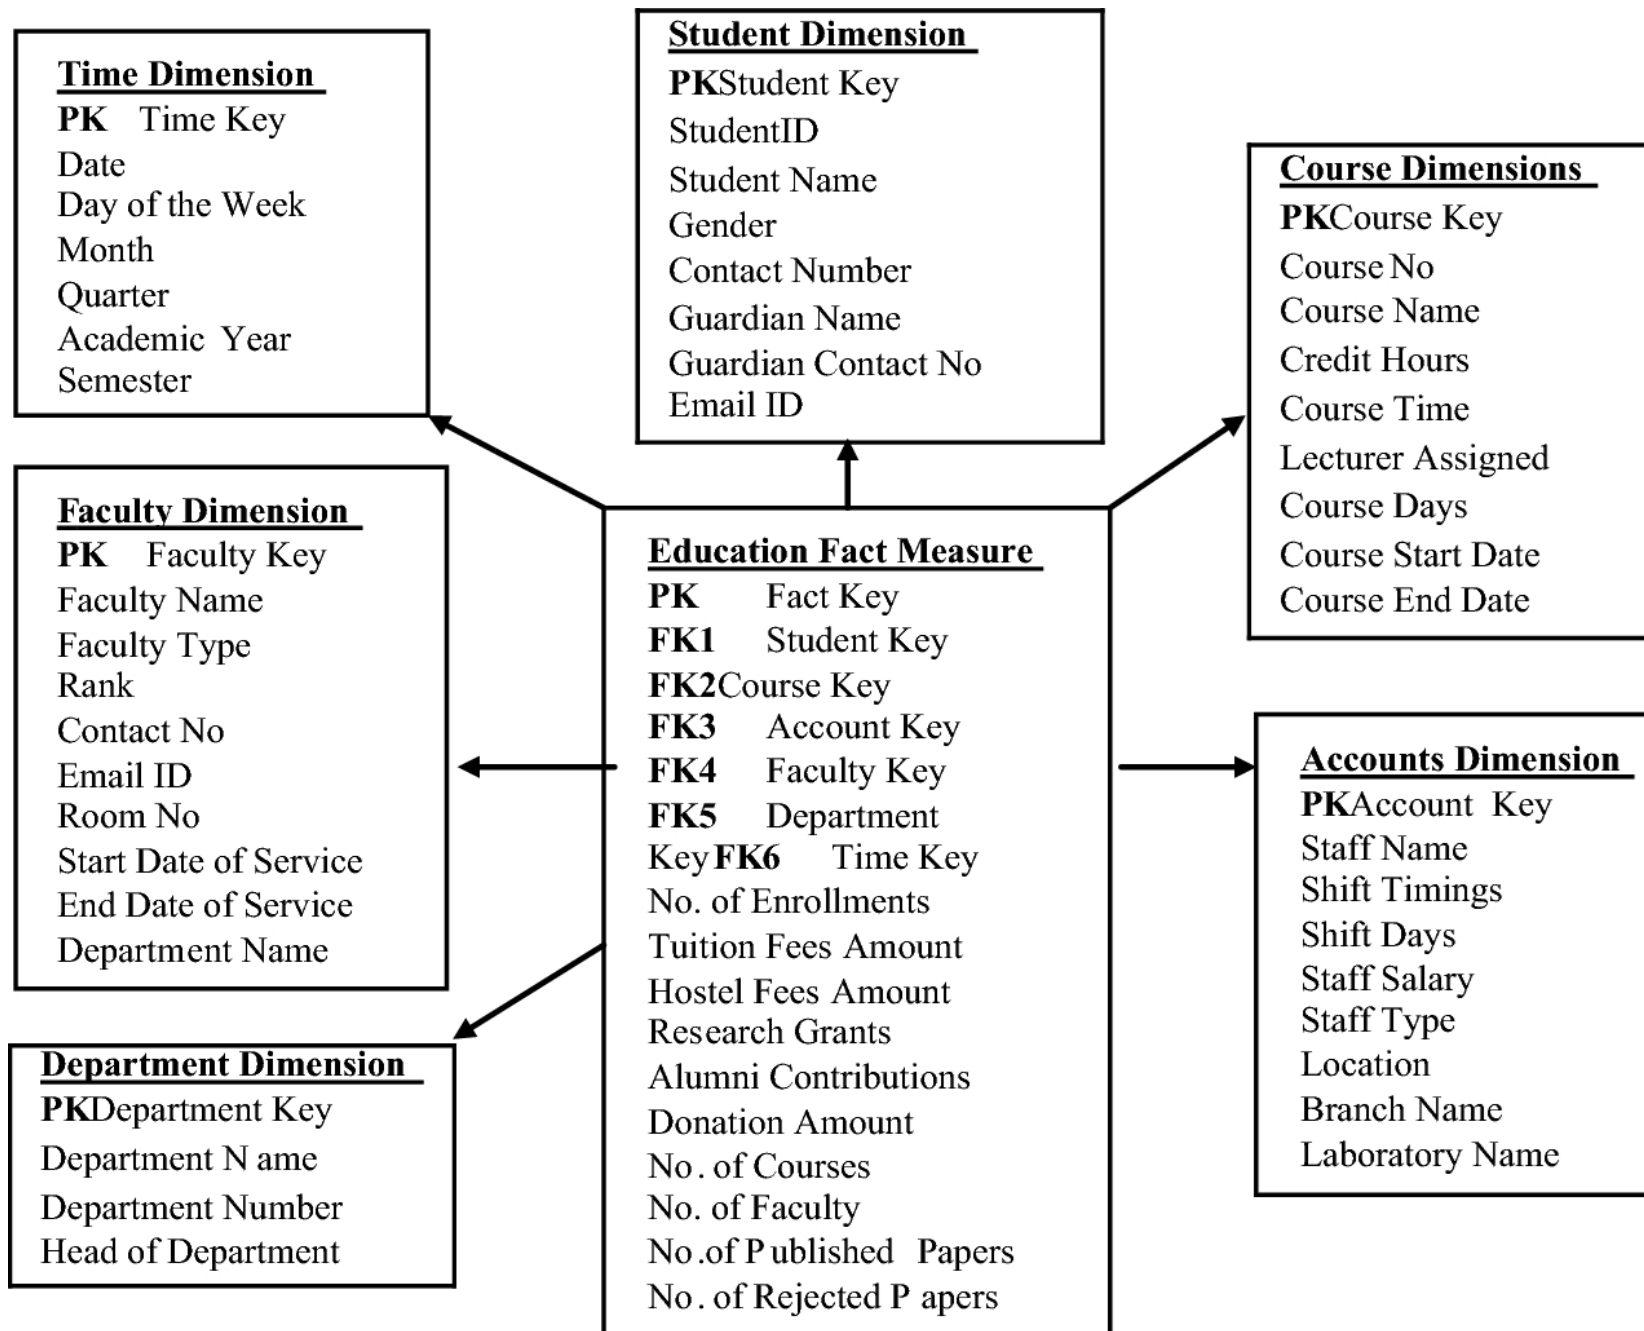 Time Dimension
PK Time Key
Date
Day of the Week
Month
Quarter
Academic Year
Semester
Student Dimension
PKStudent Key
StudentID
Student Name
Gender
Contact Number
Guardian Name
Guardian Contact No
Email ID
Course Dimensions
PKCourse Key
Course No
Course Name
Credit Hours
Course Time
Lecturer Assigned
Course Days
Course Start Date
Course End Date
Faculty Dimension
PK Faculty Key
Faculty Name
Faculty Type
Rank
Contact No
Email ID
Room No
Start Date of Service
End Date of Service
Department Name
Education Fact Measure
PK Fact Key
FK1 Student Key
FK2Course Key
FK3 Account Key
FK4 Faculty Key
FK5 Department
Key FK6 Time Key
No. of Enrollments
Tuition Fees Amount
Hostel Fees Amount
Research Grants
Alumni Contributions
Donation Amount
No. of Courses
No. of Faculty
No.of Published Papers
No. of Rejected Papers
Accounts Dimension
PKAccount Key
Staff Name
Shift Timings
Shift Days
Staff Salary
Staff Type
Location
Branch Name
Laboratory Name
Department Dimension
PKDepartment Key
Department Name
Department Number
Head of Department